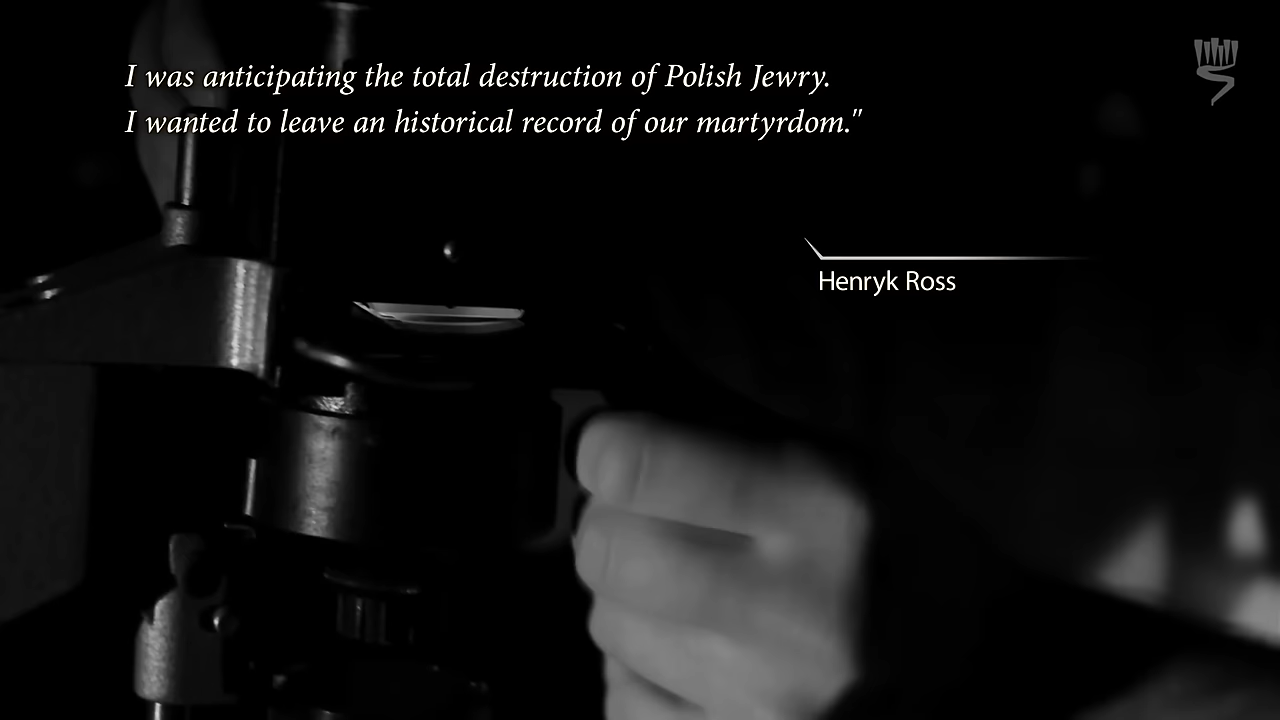 I was anticipating the total destruction of Polish Jewry.
I wanted to leave an historical record of our martyrdom."
Henryk Ross